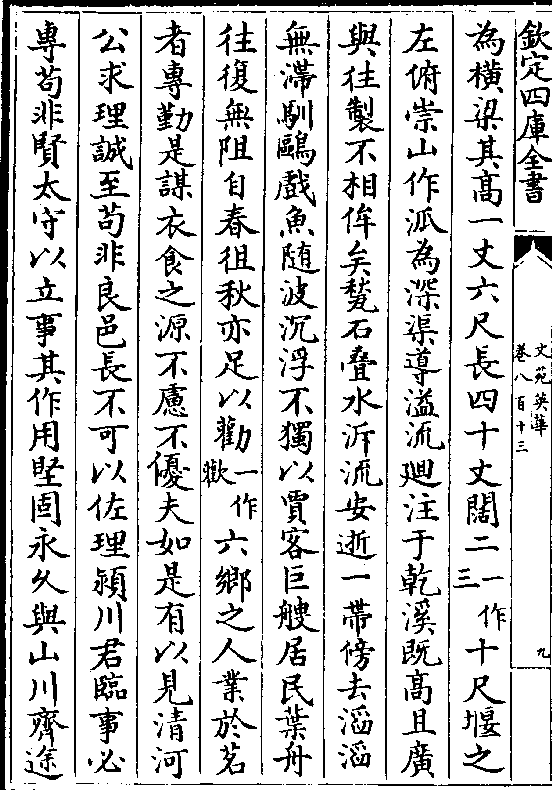 欽定四庫全書
文苑英華
卷八百十三
九
為横梁其髙一丈六尺長四十丈闊二一作三十尺堰之
左俯崇山作派為深渠導溢流廻注于乾溪既髙且廣
與往製不相侔矣甃石疊水泝流安逝一帶傍去滔滔
無滯馴鷗戲魚随波沉浮不獨以賈客巨艘居民葉舟
往復無阻自春徂秋亦足以勸一作歡六鄉之人業於茗
者專勤是謀衣食之源不慮不優夫如是有以見清河
公求理誠至苟非良邑長不可以佐理潁川君臨事必
專苟非賢太守以立事其作用堅固永久與山川齊途